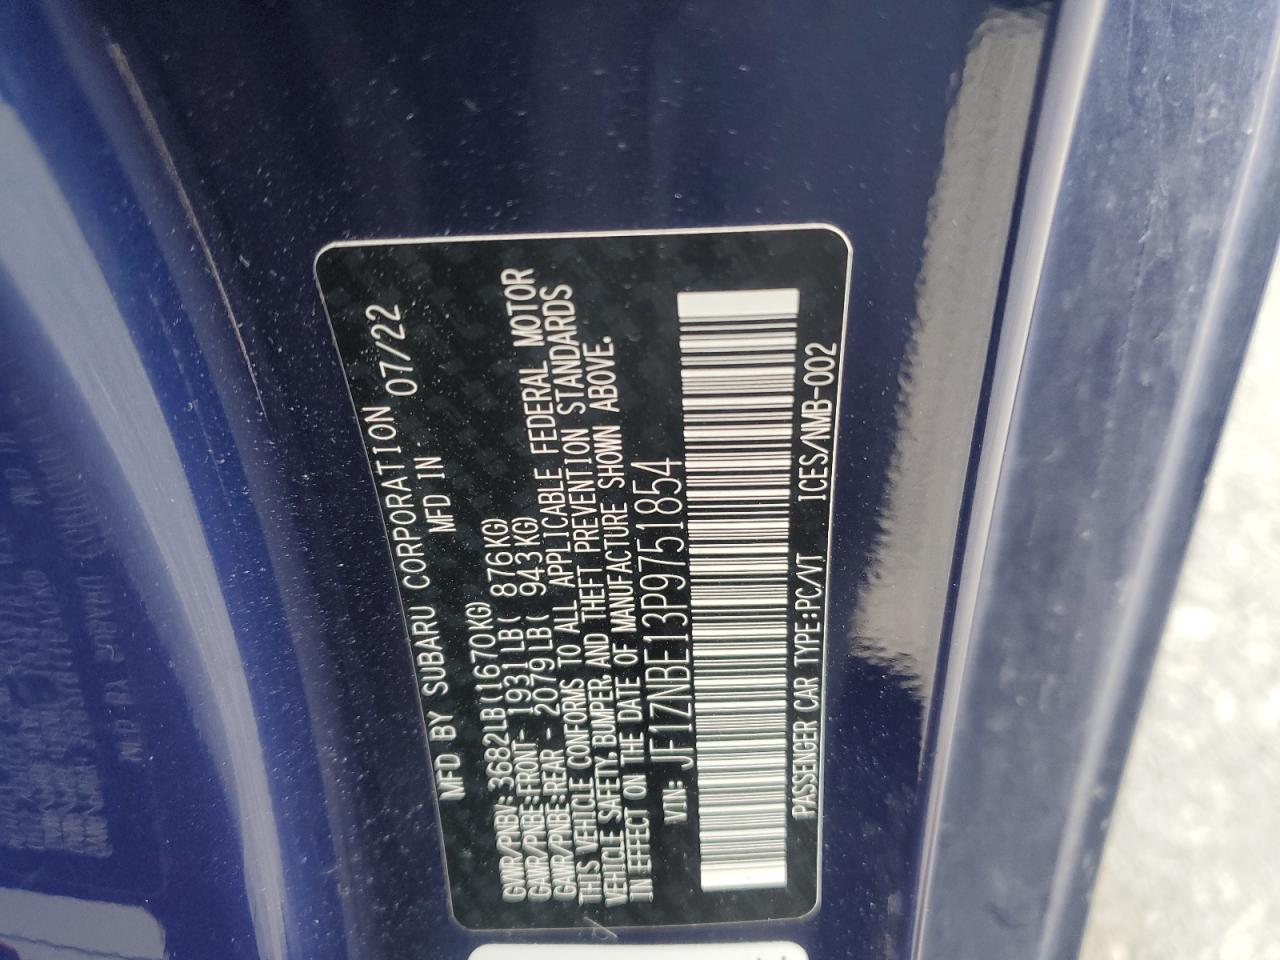 MFD BY SUBARU CORPORATION
MFD IN 07/22
GVWR/PNBV: 3682LB(1670KG)
GAWR/PNBE:FRONT- 1931LB( 876KG)
GAWR/PNBE:REAR - 2079LB( 943KG)
THIS VEHICLE CONFORMS TO ALL APPLICABLE FEDERAL MOTOR
VEHICLE SAFETY, BUMPER, AND THEFT PREVENTION STANDARDS
IN EFFECT ON THE DATE OF MANUFACTURE SHOWN ABOVE.
VIN: JF1ZNBE13P9751854
PASSENGER CAR TYPE:PC/VT ICES/NMB-002